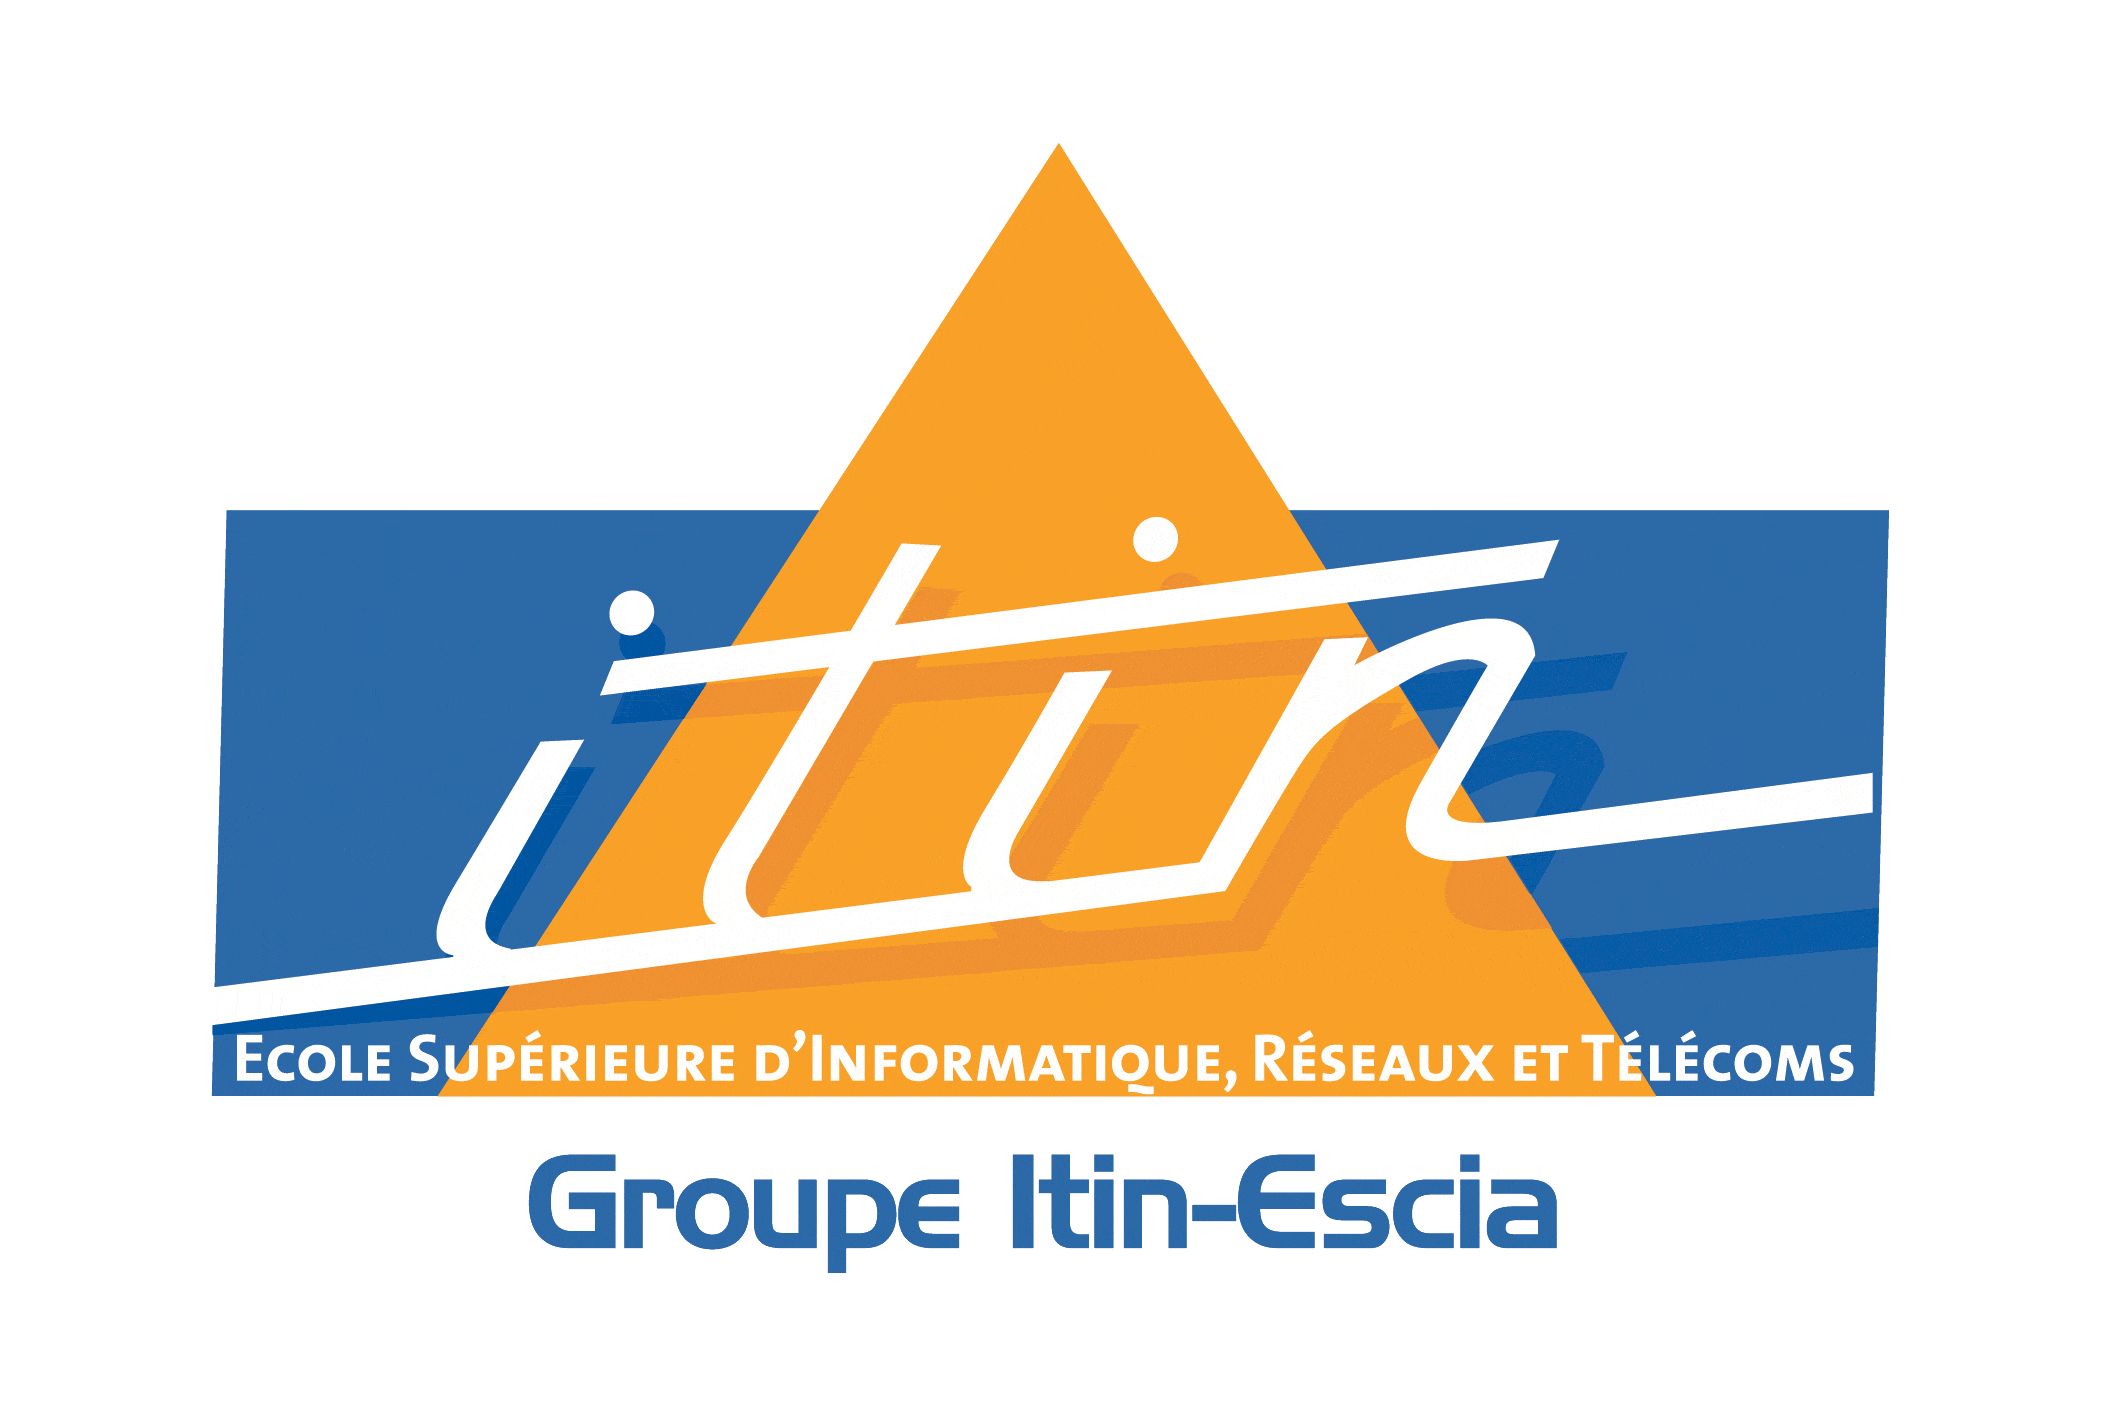 itin
Ecole Supérieure d’Informatique, Réseaux et Télécoms
Groupe Itin-Escia